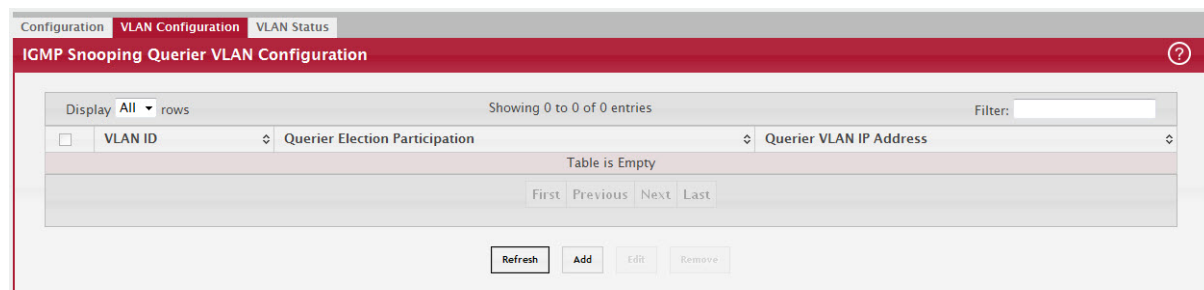 Configuration VLAN Configuration VLAN Status
IGMP Snooping Querier VLAN Configuration ?
Display All rows Showing 0 to 0 of 0 entries Filter:
VLAN ID Querier Election Participation Querier VLAN IP Address
Table is Empty
First Previous Next Last
Refresh Add Edit Remove